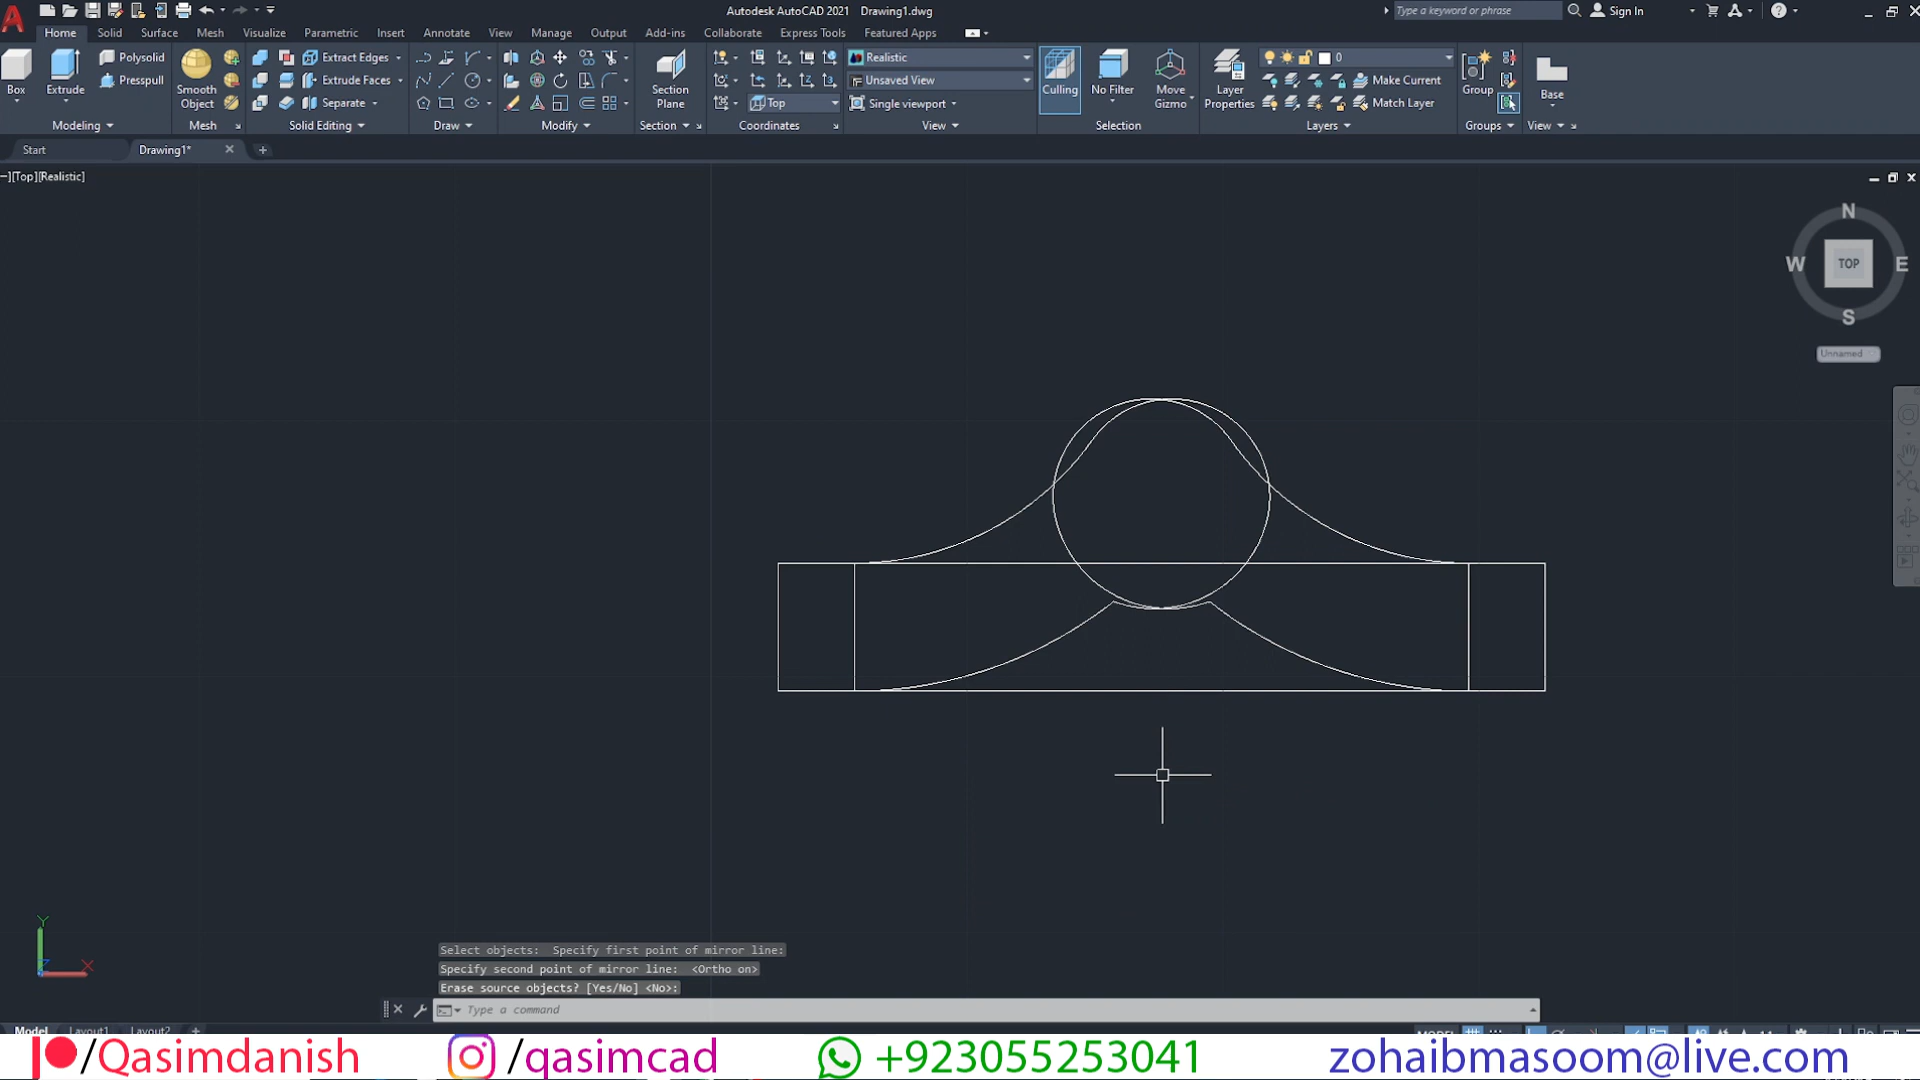 Autodesk AutoCAD 2021 Drawing1.dwg
Type a keyword or phrase
Sign In
Home Solid Surface Mesh Visualize Parametric Insert Annotate View Manage Output Add-ins Collaborate Express Tools Featured Apps
Box
Extrude
Polysolid
Presspull
Modeling
Smooth Object
Mesh
Extract Edges
Extrude Faces
Separate
Solid Editing
Draw
Modify
Section Plane
Section
Top
Coordinates
Realistic
Unsaved View
Single viewport
View
Culling
No Filter
Move Gizmo
Selection
Layer Properties
0
Make Current
Match Layer
Layers
Group
Groups
Base
View
Start
Drawing1*
−][Top][Realistic]
N
W
TOP
E
S
Unnamed
Y
X
Select objects: Specify first point of mirror line:
Specify second point of mirror line: <Ortho on>
Erase source objects? [Yes/No] <No>:
Type a command
Model Layout1 Layout2 +
MODEL
/Qasimdanish
/qasimcad
+923055253041
zohaibmasoom@live.com